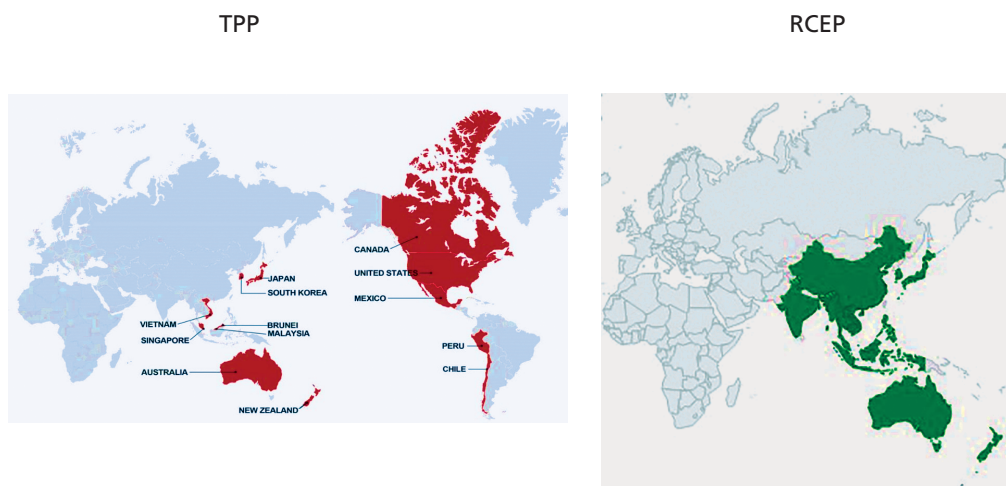 TPP
RCEP
CANADA
UNITED STATES
JAPAN
SOUTH KOREA
MEXICO
VIETNAM
BRUNEI
MALAYSIA
SINGAPORE
PERU
AUSTRALIA
CHILE
NEW ZEALAND